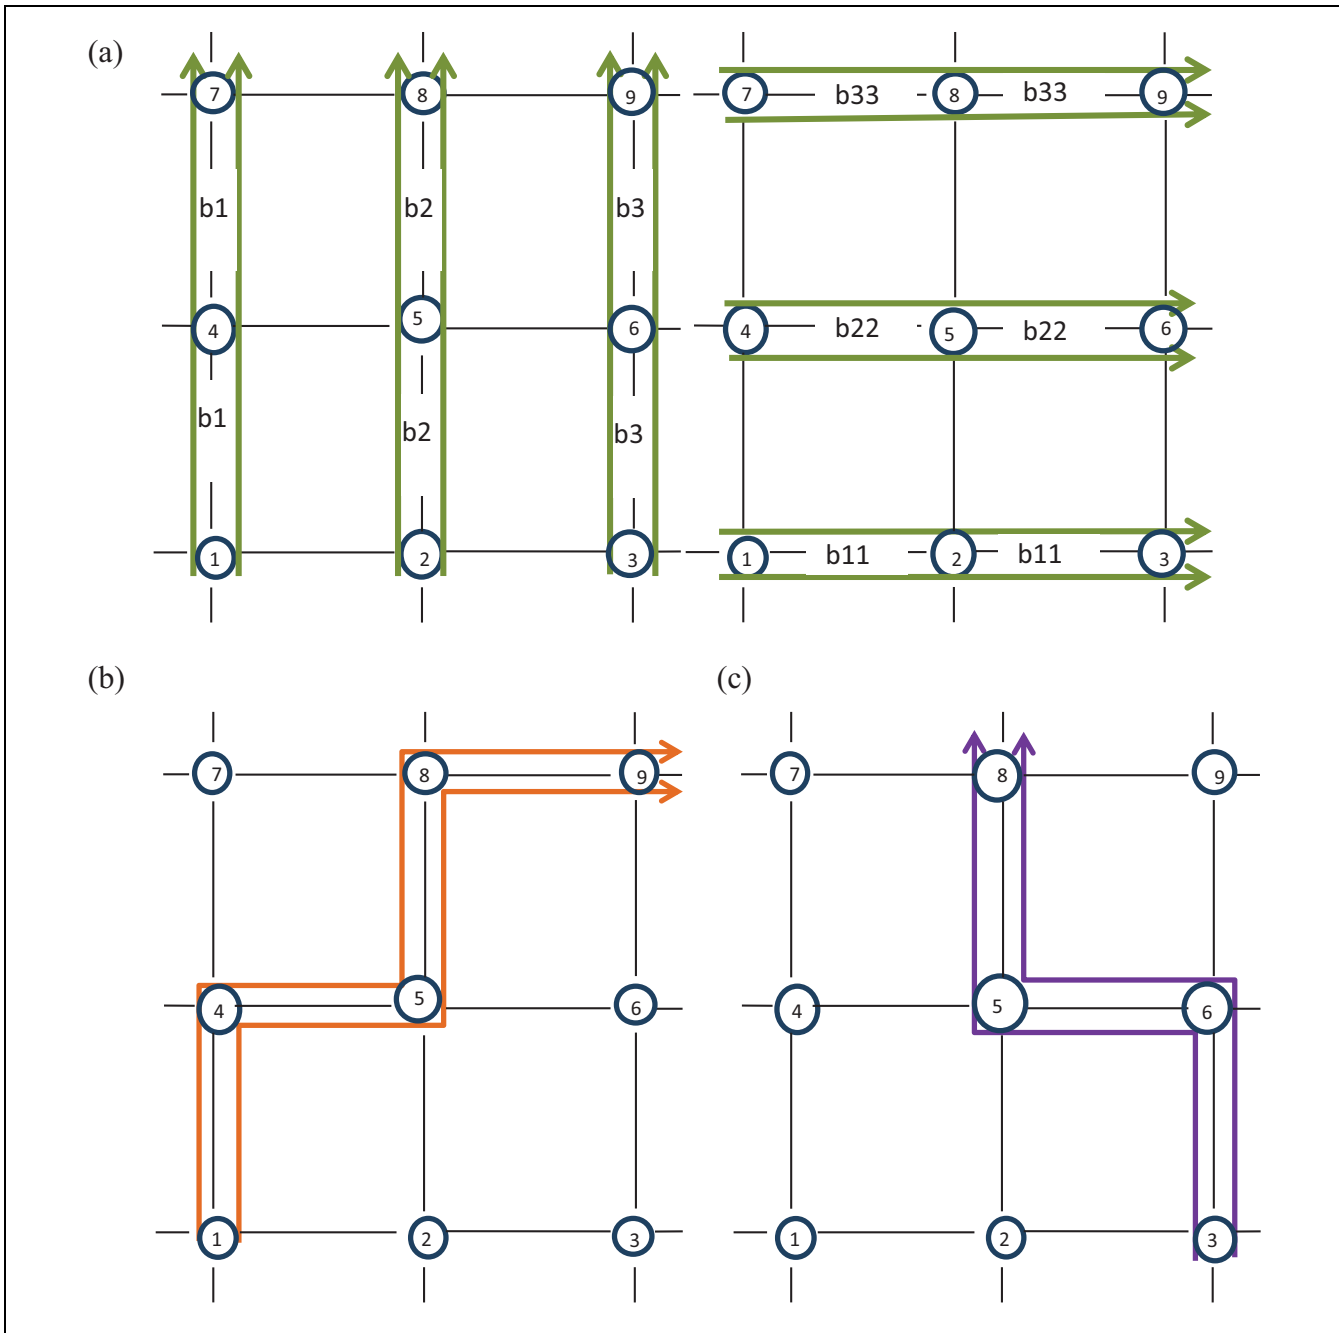 (a)
7 8 9 7 b33 8 b33 9
b1 b2 b3
4 5 6 4 b22 5 b22 6
b1 b2 b3
1 2 3 1 b11 2 b11 3
(b) (c)
7 8 9 7 8 9
4 5 6 4 5 6
1 2 3 1 2 3